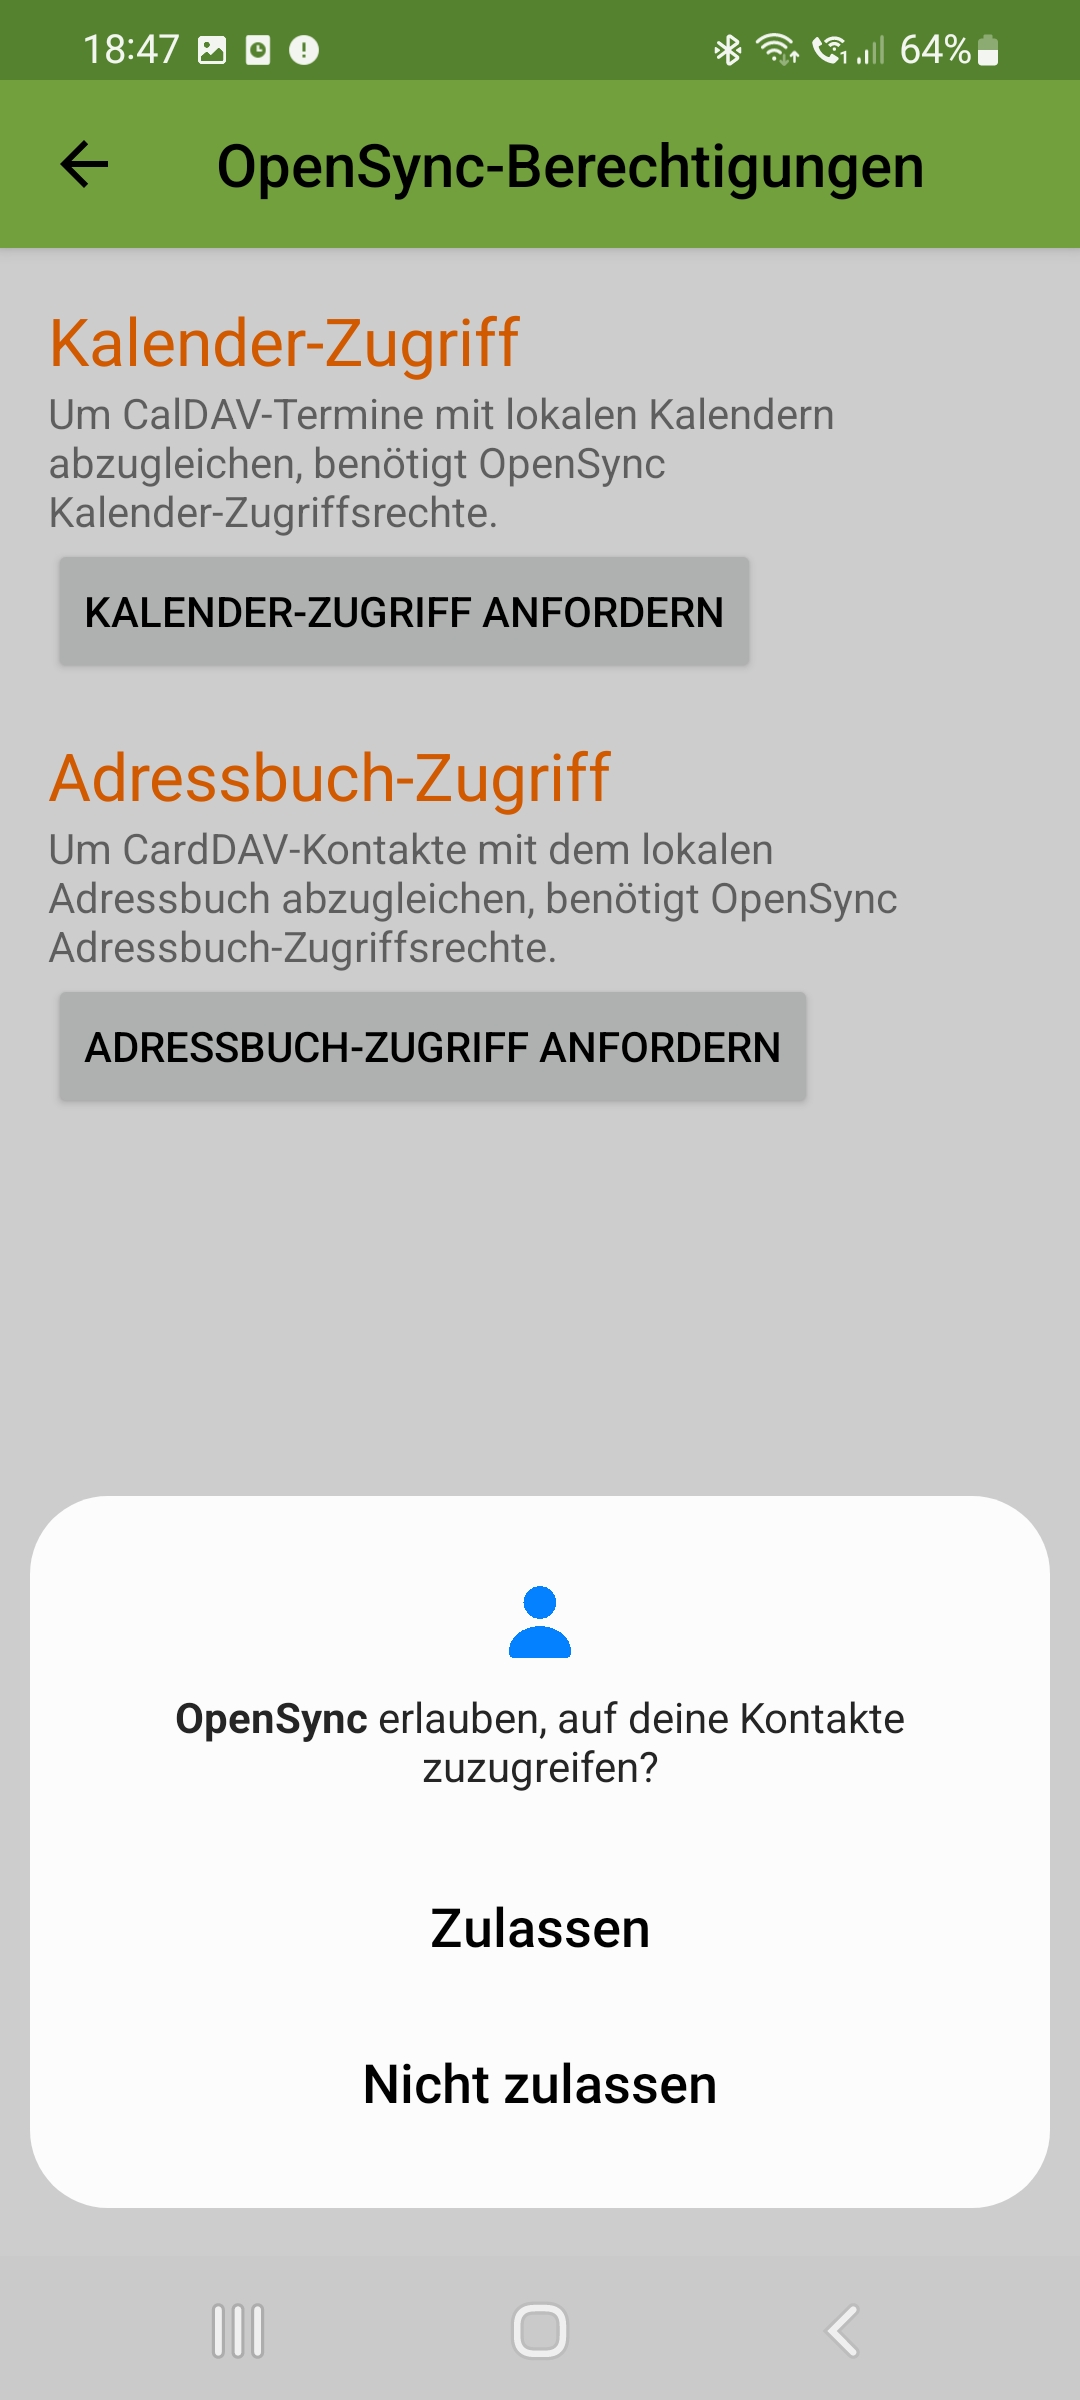 18:47
64%
OpenSync-Berechtigungen
Kalender-Zugriff
Um CalDAV-Termine mit lokalen Kalendern
abzugleichen, benötigt OpenSync
Kalender-Zugriffsrechte.
KALENDER-ZUGRIFF ANFORDERN
Adressbuch-Zugriff
Um CardDAV-Kontakte mit dem lokalen
Adressbuch abzugleichen, benötigt OpenSync
Adressbuch-Zugriffsrechte.
ADRESSBUCH-ZUGRIFF ANFORDERN
OpenSync erlauben, auf deine Kontakte
zuzugreifen?
Zulassen
Nicht zulassen